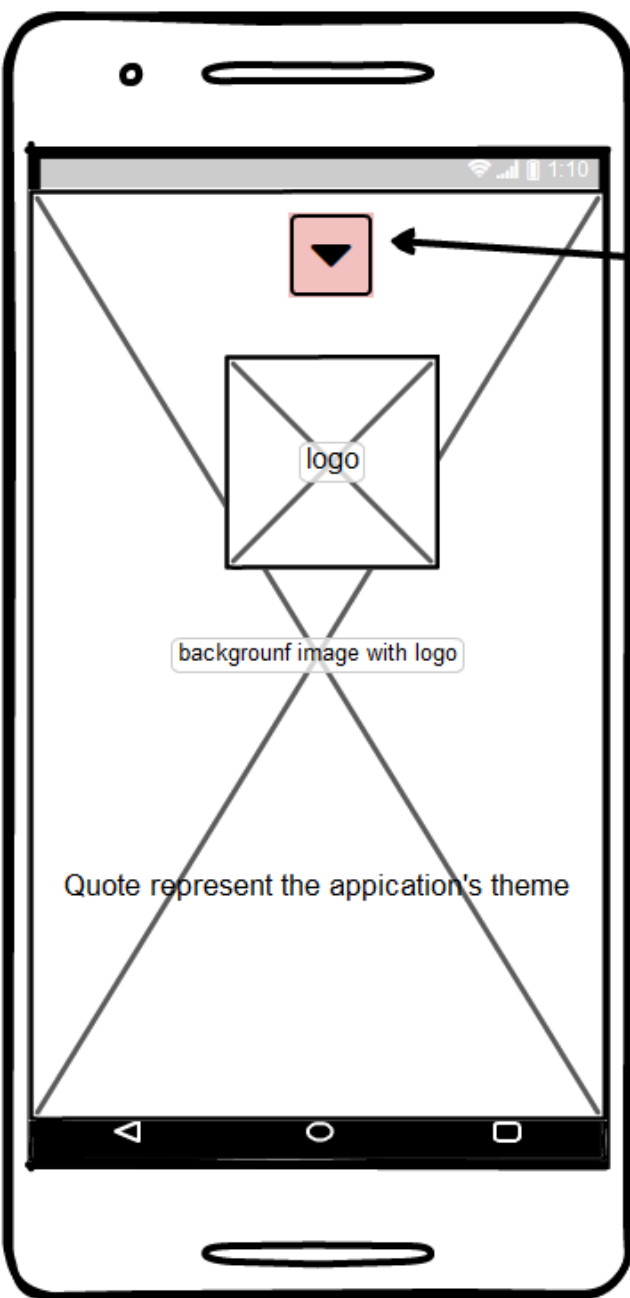 1:10
logo
backgrounf image with logo
Quote represent the appication's theme